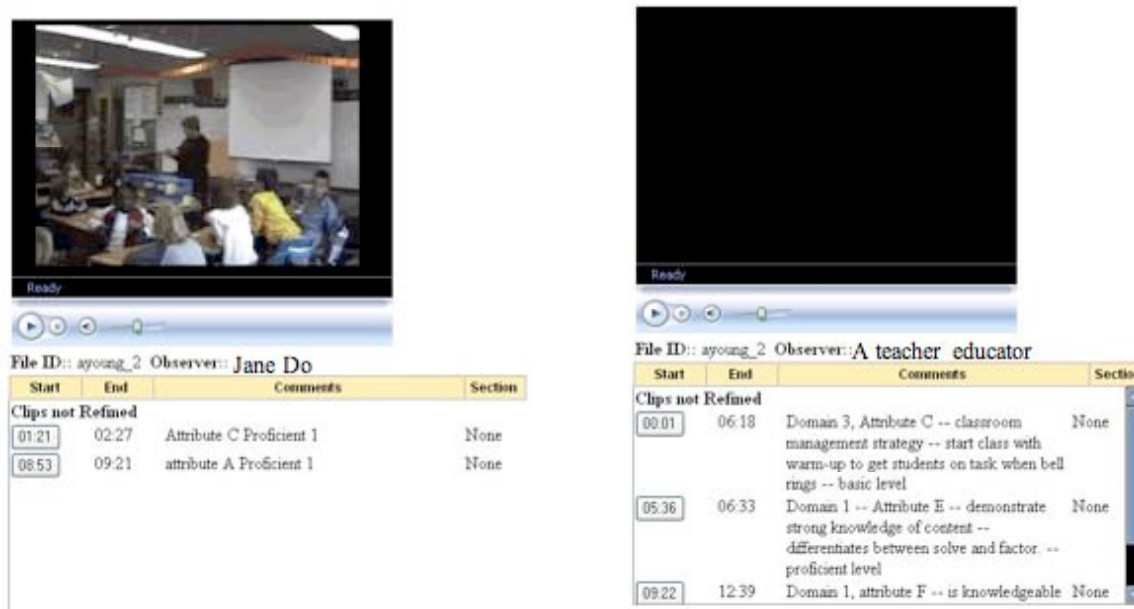 Ready
File ID:: ayoung_2 Observer:: Jane Do
Start End Comments Section
Clips not Refined
01:21 02:27 Attribute C Proficient 1 None
08:53 09:21 attribute A Proficient 1 None
Ready
File ID:: ayoung_2 Observer::A teacher educator
Start End Comments Sectio
Clips not Refined
00:01 06:18 Domain 3, Attribute C -- classroom None
management strategy -- start class with
warm-up to get students on task when bell
rings -- basic level
05:36 06:33 Domain 1 -- Attribute E -- demonstrate None
strong knowledge of content --
differentiates between solve and factor. --
proficient level
09:22 12:39 Domain 1, attribute F -- is knowledgeable None